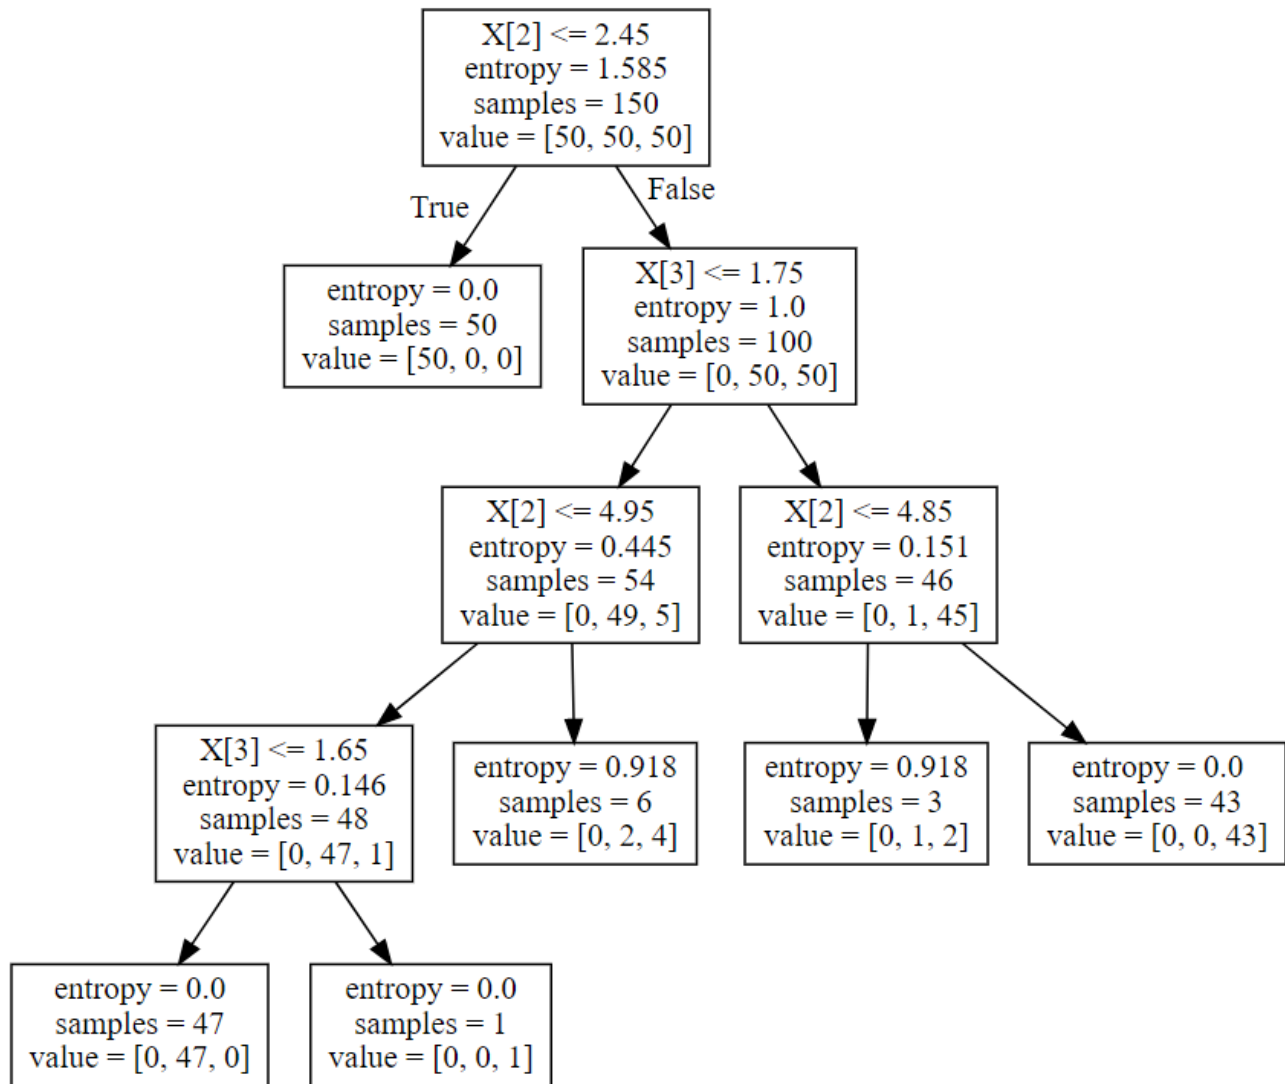 X[2] <= 2.45
entropy = 1.585
samples = 150
value = [50, 50, 50]
True
False
entropy = 0.0
samples = 50
value = [50, 0, 0]
X[3] <= 1.75
entropy = 1.0
samples = 100
value = [0, 50, 50]
X[2] <= 4.95
entropy = 0.445
samples = 54
value = [0, 49, 5]
X[2] <= 4.85
entropy = 0.151
samples = 46
value = [0, 1, 45]
X[3] <= 1.65
entropy = 0.146
samples = 48
value = [0, 47, 1]
entropy = 0.918
samples = 6
value = [0, 2, 4]
entropy = 0.918
samples = 3
value = [0, 1, 2]
entropy = 0.0
samples = 43
value = [0, 0, 43]
entropy = 0.0
samples = 47
value = [0, 47, 0]
entropy = 0.0
samples = 1
value = [0, 0, 1]